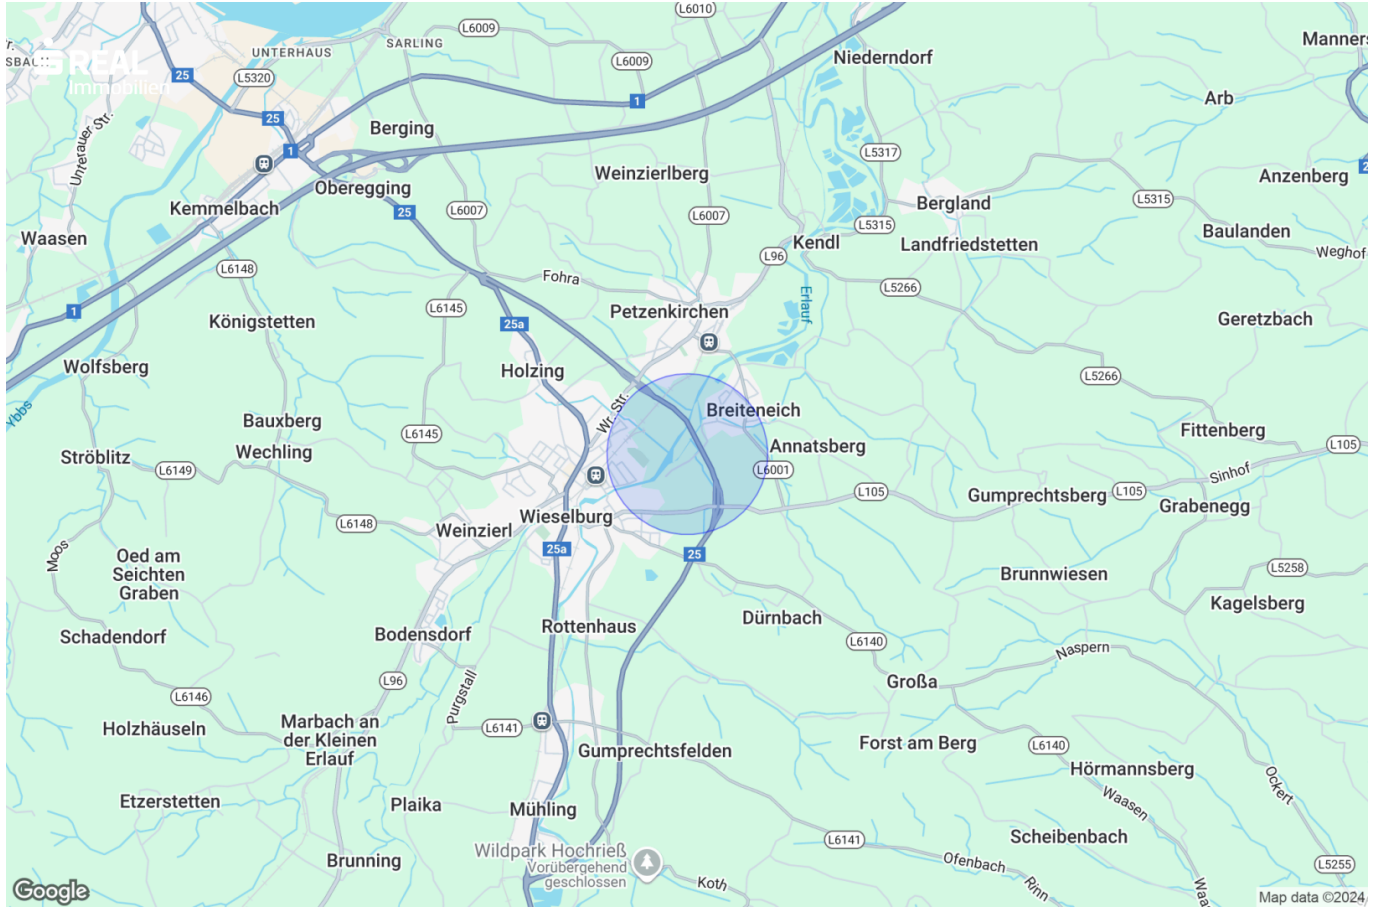 L6010
L6009
SARLING
UNTERHAUS
Manners
SBACH
REAL
Immobilien
25
L5320
L6009
Niederndorf
1
Arb
25
Berging
Untetauer Str.
1
L5317
Weinzierlberg
Anzenberg
2
Oberegging
L5315
Kemmelbach
25
L6007
L6007
Bergland
L5315
Baulanden
Waasen
Kendl
Landfriedstetten
Weghof
L96
L6148
Fohra
L5266
Erlauf
1
L6145
Petzenkirchen
Königstetten
25a
Geretzbach
Wolfsberg
Holzing
L5266
Ybbs
Wr. Str.
Breiteneich
Bauxberg
L6145
Fittenberg
Annatsberg
L105
Ströblitz
Wechling
L6149
L6001
Sinhof
L105
L105
Gumprechtsberg
Grabenegg
Wieselburg
L6148
Weinzierl
25a
25
Moos
Oed am
Seichten
Graben
Brunnwiesen
L5258
Kagelsberg
Dürnbach
Rottenhaus
Schadendorf
Bodensdorf
L6140
Naspern
L96
Großa
L6146
Purgstall
Holzhäuseln
Marbach an
der Kleinen
Erlauf
L6141
Gumprechtsfelden
Forst am Berg
L6140
Hörmannsberg
Ockert
Etzerstetten
Plaika
Mühling
Waasen
Scheibenbach
L6141
Wildpark Hochrieß
Vorübergehend
geschlossen
Brunning
Ofenbach
L5255
Koth
Rinn
Waa
Google
Map data ©2024